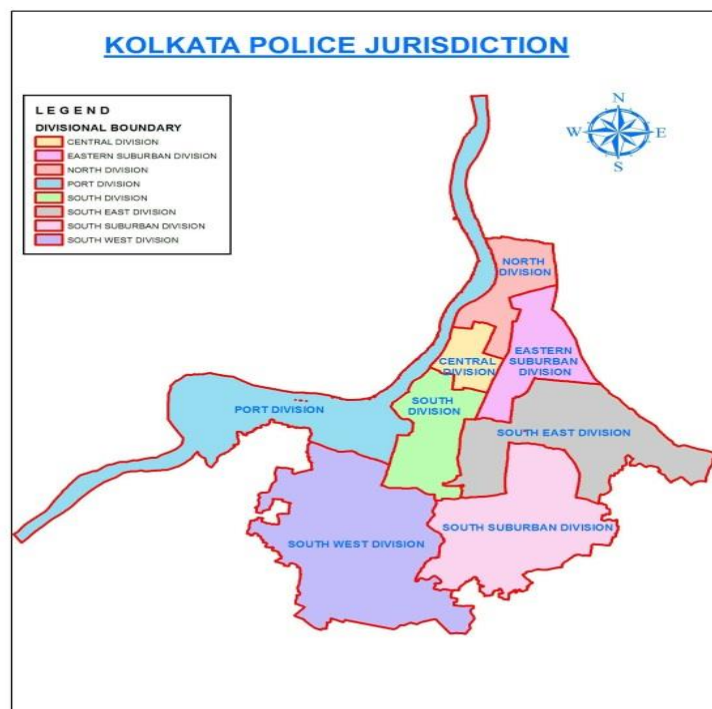 KOLKATA POLICE JURISDICTION
LEGEND
DIVISIONAL BOUNDARY
CENTRAL DIVISION
EASTERN SUBURBAN DIVISION
NORTH DIVISION
PORT DIVISION
SOUTH DIVISION
SOUTH EAST DIVISION
SOUTH SUBURBAN DIVISION
SOUTH WEST DIVISION
N
W
E
S
NORTH
DIVISION
CENTRAL
DIVISION
EASTERN
SUBURBAN
DIVISION
PORT DIVISION
SOUTH
DIVISION
SOUTH EAST DIVISION
SOUTH SUBURBAN DIVISION
SOUTH WEST DIVISION